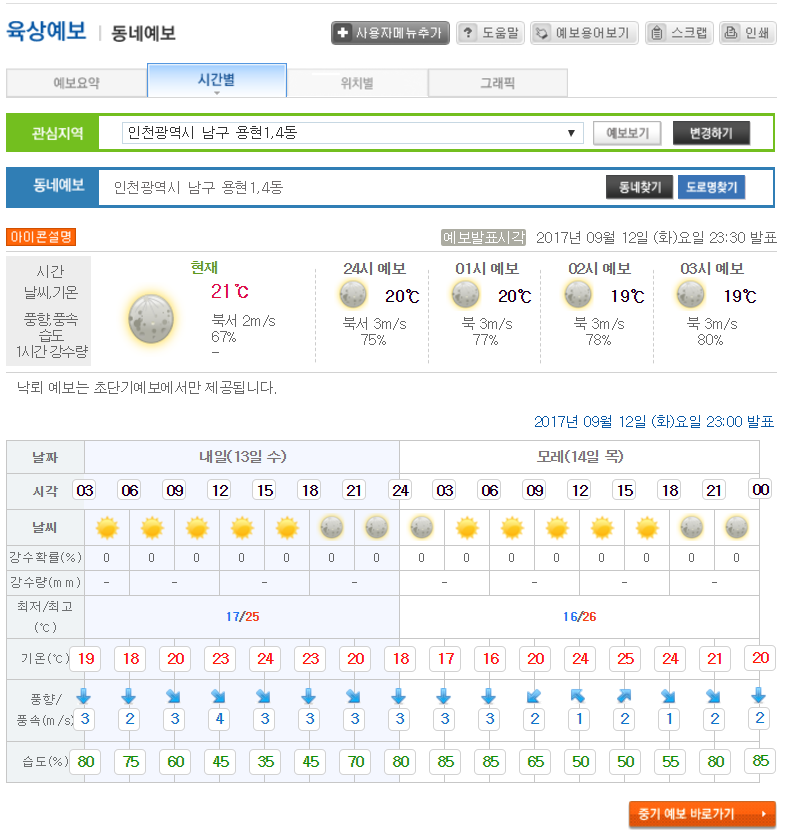 육상예보 | 동네예보
사용자메뉴추가 도움말 예보용어보기 스크랩 인쇄
예보요약 시간별 위치별 그래픽
관심지역 인천광역시 남구 용현1,4동 예보보기 변경하기
동네예보 인천광역시 남구 용현1,4동 동네찾기 도로명찾기
아이콘설명 예보발표시각 2017년 09월 12일 (화)요일 23:30 발표
시간 현재 24시 예보 01시 예보 02시 예보 03시 예보
날씨,기온 21℃ 20℃ 20℃ 19℃ 19℃
풍향,풍속 북서 2m/s 북서 3m/s 북 3m/s 북 3m/s 북 3m/s
습도 67% 75% 77% 78% 80%
1시간 강수량 -
낙뢰 예보는 초단기예보에서만 제공됩니다.
2017년 09월 12일 (화)요일 23:00 발표
날짜 내일(13일 수) 모레(14일 목)
시각 03 06 09 12 15 18 21 24 03 06 09 12 15 18 21 00
날씨
강수확률(%) 0 0 0 0 0 0 0 0 0 0 0 0 0 0 0
강수량(mm) - - - - - - - -
최저/최고
(℃) 17/25 16/26
기온(℃) 19 18 20 23 24 23 20 18 17 16 20 24 25 24 21 20
풍향/
풍속(m/s) 3 2 3 4 3 3 3 3 3 3 2 1 2 1 2 2
습도(%) 80 75 60 45 35 45 70 80 85 85 65 50 50 55 80 85
중기 예보 바로가기